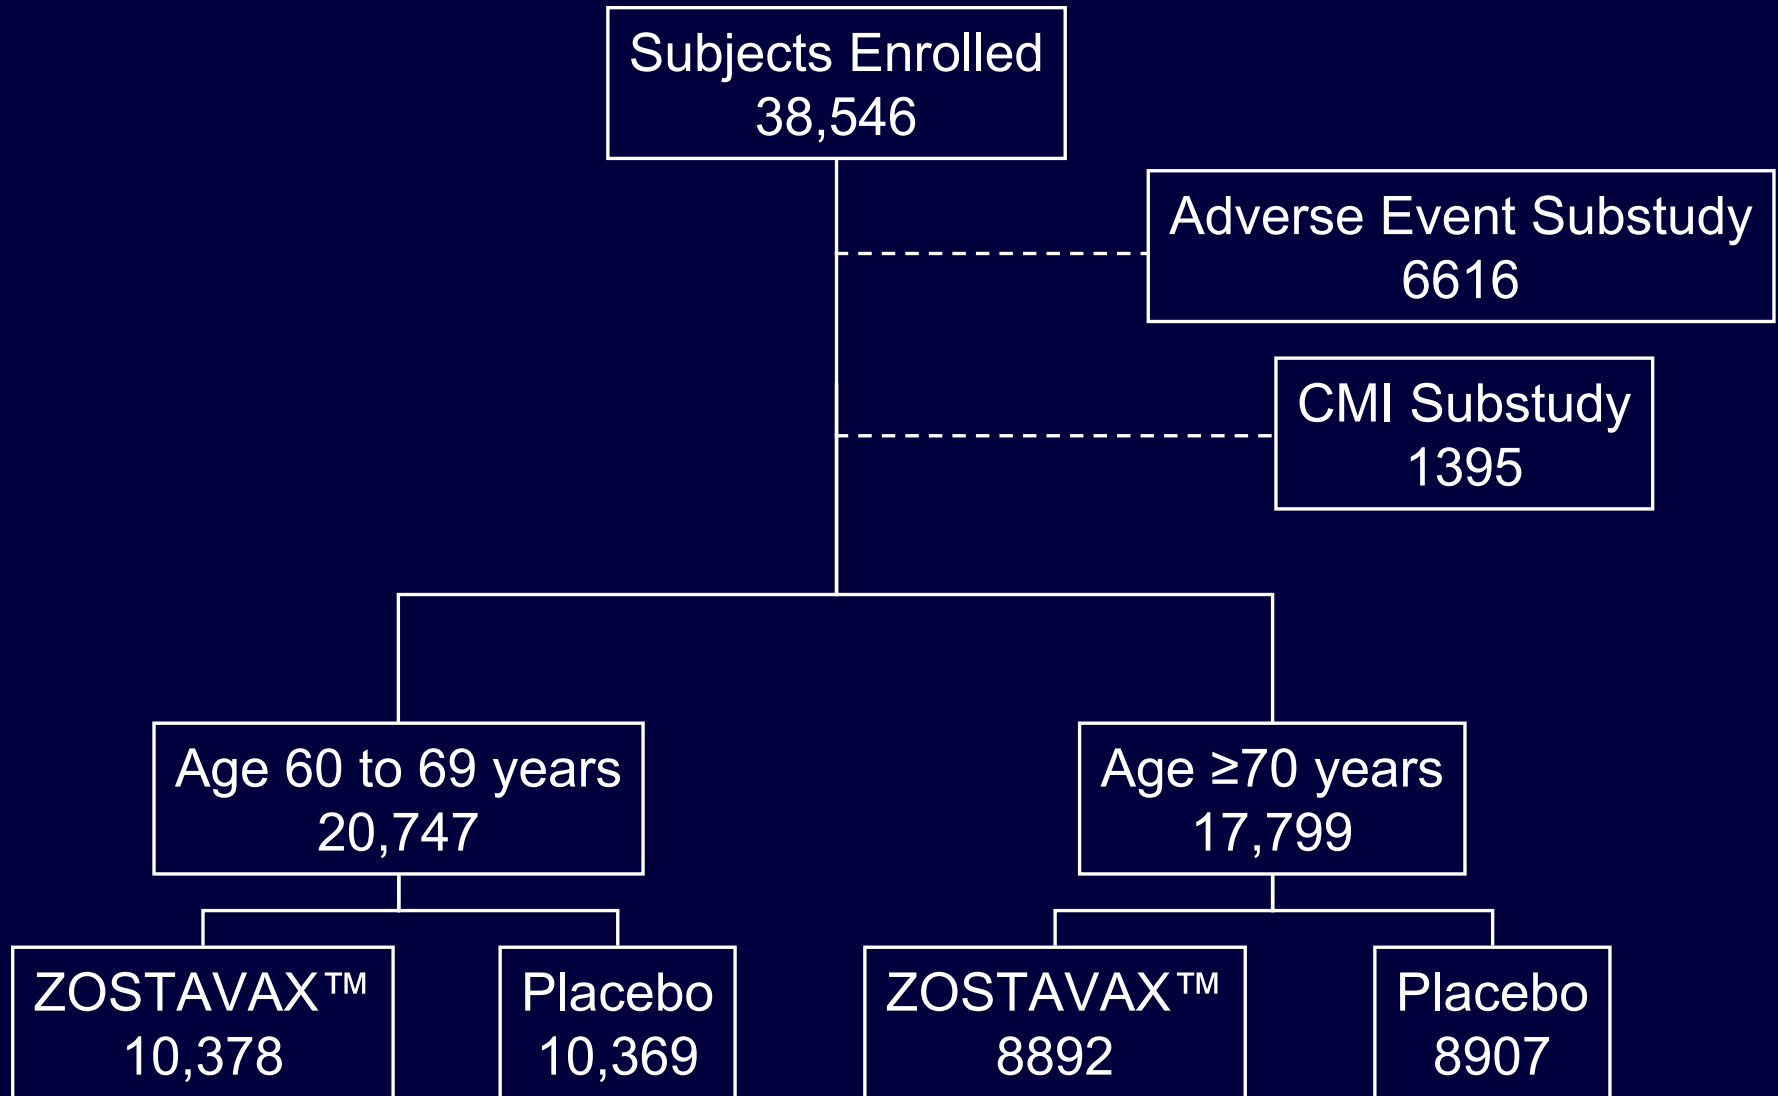 Subjects Enrolled
38,546
Adverse Event Substudy
6616
CMI Substudy
1395
Age 60 to 69 years
20,747
Age ≥70 years
17,799
ZOSTAVAX™
10,378
Placebo
10,369
ZOSTAVAX™
8892
Placebo
8907